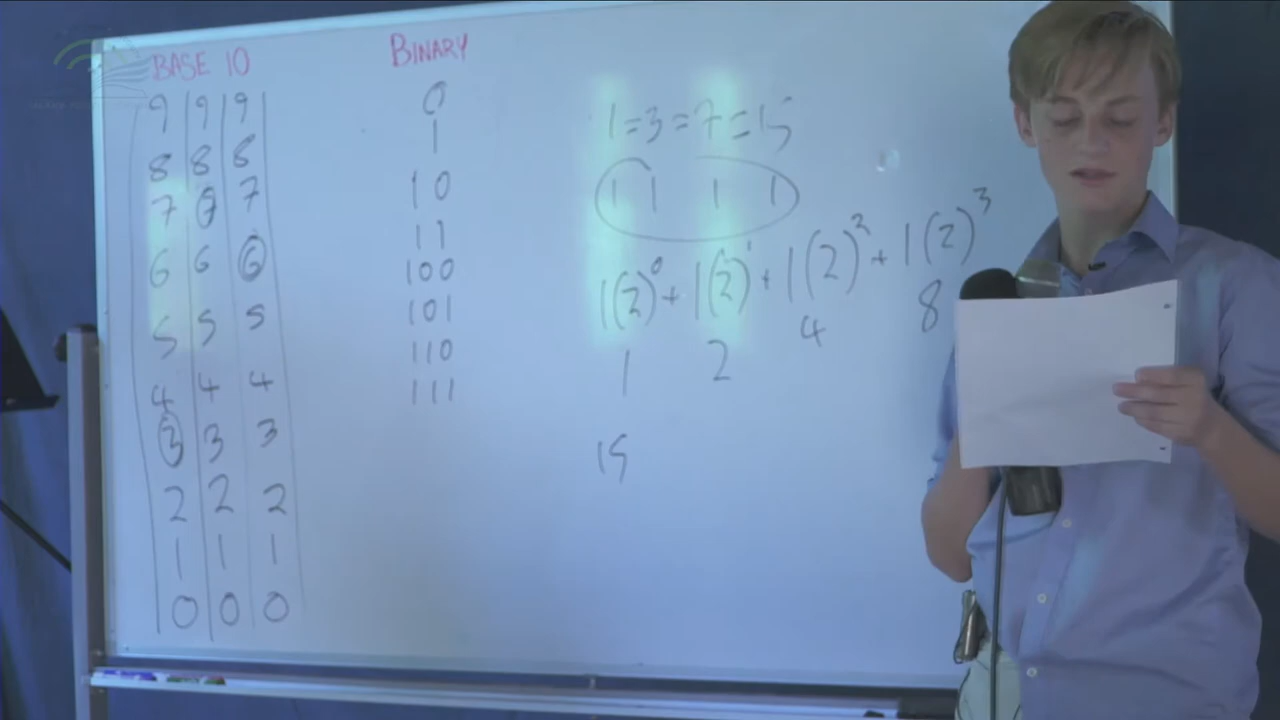 BASE 10
9 9 9
8 8 8
7 7 7
6 6 6
5 5 5
4 4 4
3 3 3
2 2 2
1 1 1
0 0 0
BINARY
0
1
10
11
100
101
110
111
1=3=7=15
1 1 1 1
1(2)⁰+1(2)¹+1(2)²+1(2)³
1 2 4 8
15